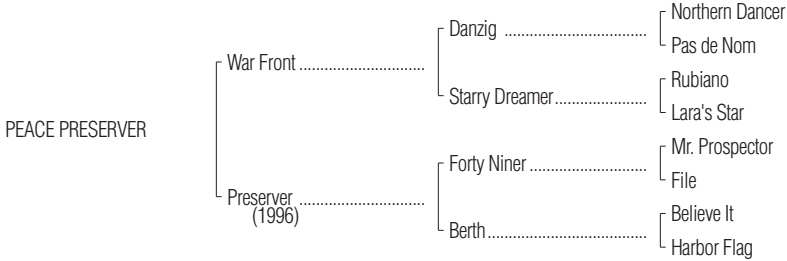 Northern Dancer
Danzig ..................................
Pas de Nom
War Front ..............................
Rubiano
Starry Dreamer......................
Lara's Star
PEACE PRESERVER
Mr. Prospector
Forty Niner ............................
File
Preserver ..............................
(1996)
Believe It
Berth......................................
Harbor Flag